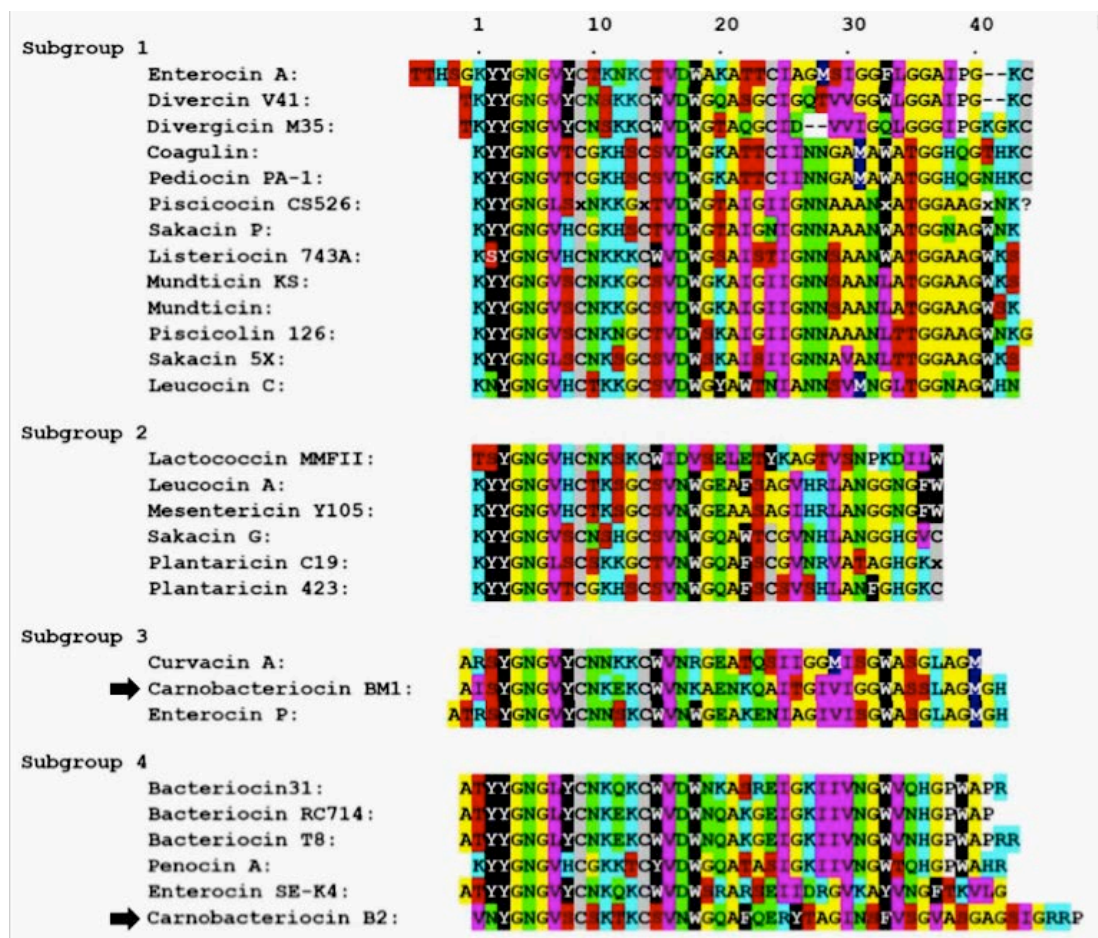 1 10 20 30 40
Subgroup 1
Enterocin A: TTHSGKYYGNGVYCTKNKCTVDWAKATTCIAGMSIGGFLGGAIPG--KC
Divercin V41: TKYYGNGVYCNSKKCWVDWGQASGCIGQTVVGGWLGGAIPG--KC
Divergicin M35: TKYYGNGVYCNSKKCWVDWGTAQGCID--VVIGQLGGGIPGKGKC
Coagulin: KYYGNGVTCGKHSCSVDWGKATTCIINNGAMAWATGGHQGTHKC
Pediocin PA-1: KYYGNGVTCGKHSCSVDWGKATTCIINNGAMAWATGGHQGNHKC
Piscicocin CS526: KYYGNGLSxNKKGxTVDWGTAIGIIGNNAAANxATGGAAGxNK?
Sakacin P: KYYGNGVHCGKHSCTVDWGTAIGNIGNNAAANWATGGNAGWNK
Listeriocin 743A: KSYGNGVHCNKKKCWVDWGSAISTIGNNSAANWATGGAAGWKS
Mundticin KS: KYYGNGVSCNKKGCSVDWGKAIGIIGNNSAANLATGGAAGWKS
Mundticin: KYYGNGVSCNKKGCSVDWGKAIGIIGNNSAANLATGGAAGWSK
Piscicolin 126: KYYGNGVSCNKNGCTVDWSKAIGIIGNNAAANLTTGGAAGWNKG
Sakacin 5X: KYYGNGLSCNKSGCSVDWSKAISIIGNNAVANLTTGGAAGWKS
Leucocin C: KNYGNGVHCTKKGCSVDWGYAWTNIANNSVMNGLTGGNAGWHN
Subgroup 2
Lactococcin MMFII: TSYGNGVHCNKSKCWIDVSELETYKAGTVSNPKDILW
Leucocin A: KYYGNGVHCTKSGCSVNWGEAFSAGVHRLANGGNGFW
Mesentericin Y105: KYYGNGVHCTKSGCSVNWGEAASAGIHRLANGGNGFW
Sakacin G: KYYGNGVSCNSHGCSVNWGQAWTCGVNHLANGGHGVC
Plantaricin C19: KYYGNGLSCSKKGCTVNWGQAFSCGVNRVATAGHGKx
Plantaricin 423: KYYGNGVTCGKHSCSVNWGQAFSCSVSHLANFGHGKC
Subgroup 3
Curvacin A: ARSYGNGVYCNNKKCWVNRGEATQSIIGGMISGWASGLAGM
Carnobacteriocin BM1: AISYGNGVYCNKEKCWVNKAENKQAITGIVIGGWASSLAGMGH
Enterocin P: ATRSYGNGVYCNNSKCWVNWGEAKENIAGIVISGWASGLAGMGH
Subgroup 4
Bacteriocin31: ATYYGNGLYCNKQKCWVDWNKASREIGKIIVNGWVQHGPWAPR
Bacteriocin RC714: ATYYGNGLYCNKEKCWVDWNQAKGEIGKIIVNGWVNHGPWAP
Bacteriocin T8: ATYYGNGLYCNKEKCWVDWNQAKGEIGKIIVNGWVNHGPWAPRR
Penocin A: KYYGNGVHCGKKTCYVDWGQATASIGKIIVNGWTQHGPWAHR
Enterocin SE-K4: ATYYGNGVYCNKQKCWVDWSRARSEIIDRGVKAYVNGFTKVLG
Carnobacteriocin B2: VNYGNGVSCSKTKCSVNWGQAFQERYTAGINSFVSGVASGAGSIGRRP